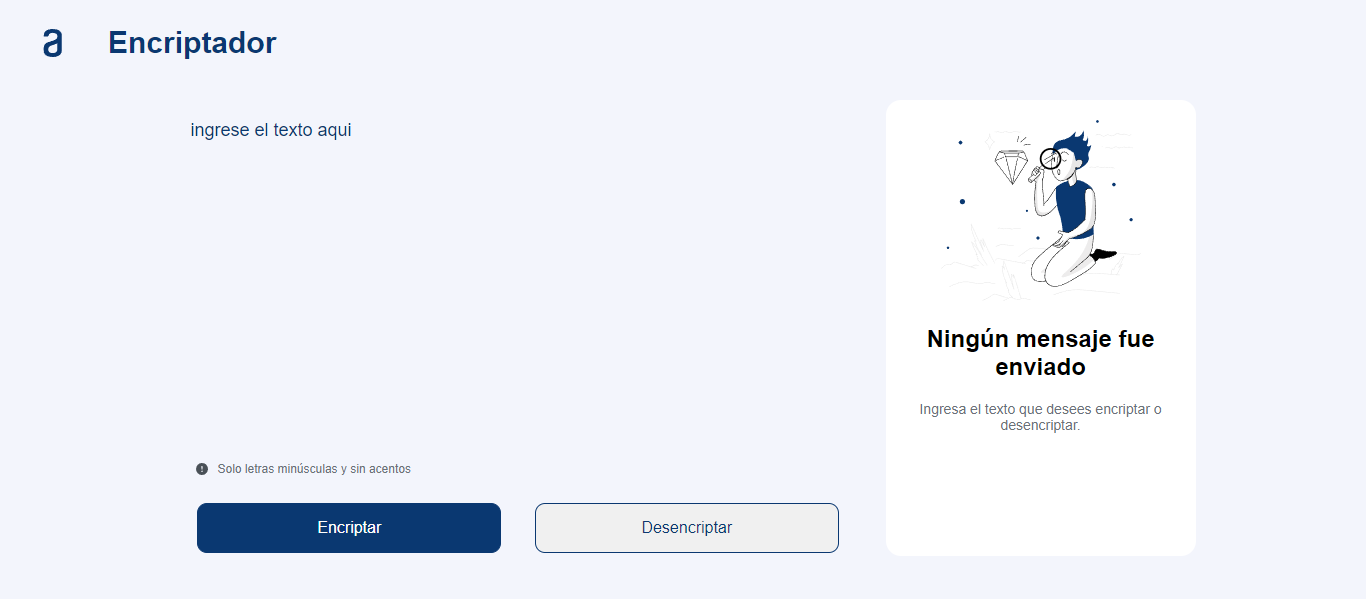 a Encriptador
ingrese el texto aqui
Ningún mensaje fue
enviado
Ingresa el texto que desees encriptar o
desencriptar.
Solo letras minúsculas y sin acentos
Encriptar
Desencriptar